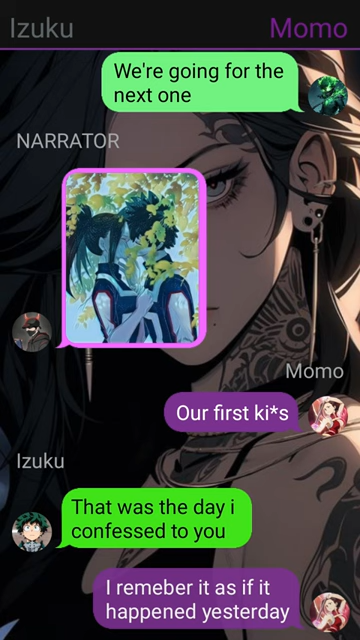 Izuku
Momo
We're going for the
next one
NARRATOR
Momo
Our first ki*s
Izuku
That was the day i
confessed to you
I remeber it as if it
happened yesterday